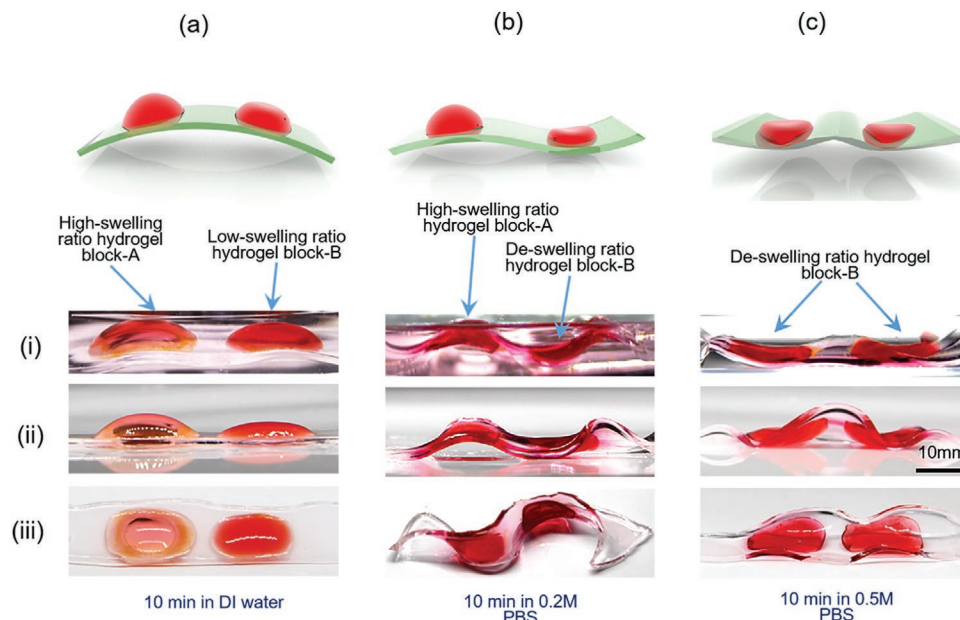 (a)
(b)
(c)
High-swelling
ratio hydrogel
block-A
Low-swelling ratio
hydrogel block-B
High-swelling ratio
hydrogel block-A
De-swelling ratio
hydrogel block-B
De-swelling ratio hydrogel
block-B
(i)
(ii)
10mm
(iii)
10 min in DI water
10 min in 0.2M
PBS
10 min in 0.5M
PBS